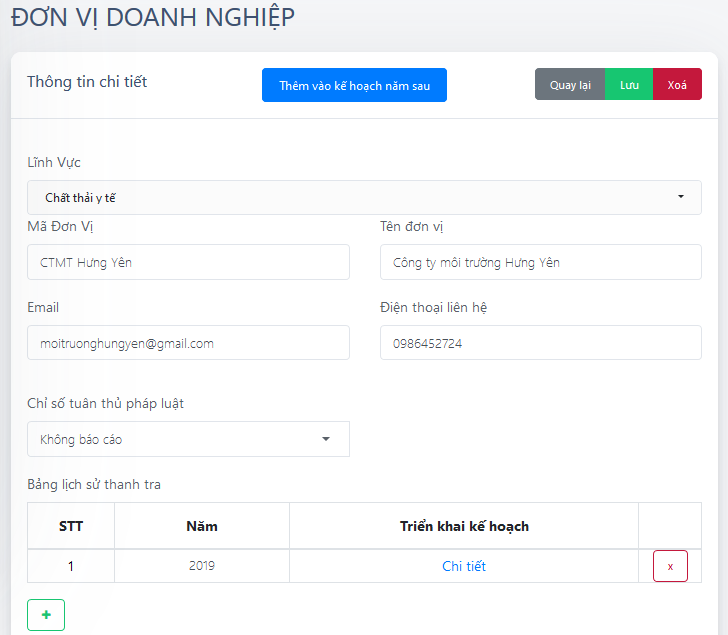 ĐƠN VỊ DOANH NGHIỆP
Thông tin chi tiết
Thêm vào kế hoạch năm sau
Quay lại
Lưu
Xoá
Lĩnh Vực
Chất thải y tế
Mã Đơn Vị
Tên đơn vị
CTMT Hưng Yên
Công ty môi trường Hưng Yên
Email
Điện thoại liên hệ
moitruonghungyen@gmail.com
0986452724
Chỉ số tuân thủ pháp luật
Không báo cáo
Bảng lịch sử thanh tra
STT
Năm
Triển khai kế hoạch
1
2019
Chi tiết
x
+